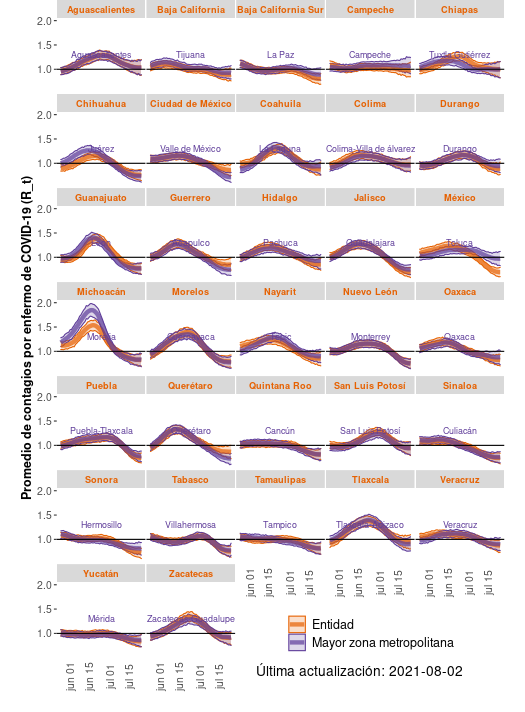 Promedio de contagios por enfermo de COVID-19 (R_t)
Aguascalientes Baja California Baja California Sur Campeche Chiapas
2.0
1.5
Aguascalientes Tijuana La Paz Campeche Tuxtla Gutiérrez
1.0
Chihuahua Ciudad de México Coahuila Colima Durango
2.0
1.5
Juárez Valle de México La Laguna Colima-Villa de álvarez Durango
1.0
Guanajuato Guerrero Hidalgo Jalisco México
2.0
1.5
León Acapulco Pachuca Guadalajara Toluca
1.0
Michoacán Morelos Nayarit Nuevo León Oaxaca
2.0
1.5
Morelia Cuernavaca Tepic Monterrey Oaxaca
1.0
Puebla Querétaro Quintana Roo San Luis Potosí Sinaloa
2.0
1.5
Puebla-Tlaxcala Querétaro Cancún San Luis Potosí Culiacán
1.0
Sonora Tabasco Tamaulipas Tlaxcala Veracruz
2.0
1.5
Hermosillo Villahermosa Tampico Tlaxcala-Apizaco Veracruz
1.0
Yucatán Zacatecas
2.0
1.5
Mérida Zacatecas-Guadalupe
1.0
jun 01 jun 15 jul 01 jul 15 jun 01 jun 15 jul 01 jul 15 jun 01 jun 15 jul 01 jul 15
jun 01 jun 15 jul 01 jul 15 jun 01 jun 15 jul 01 jul 15
Entidad
Mayor zona metropolitana
Última actualización: 2021-08-02